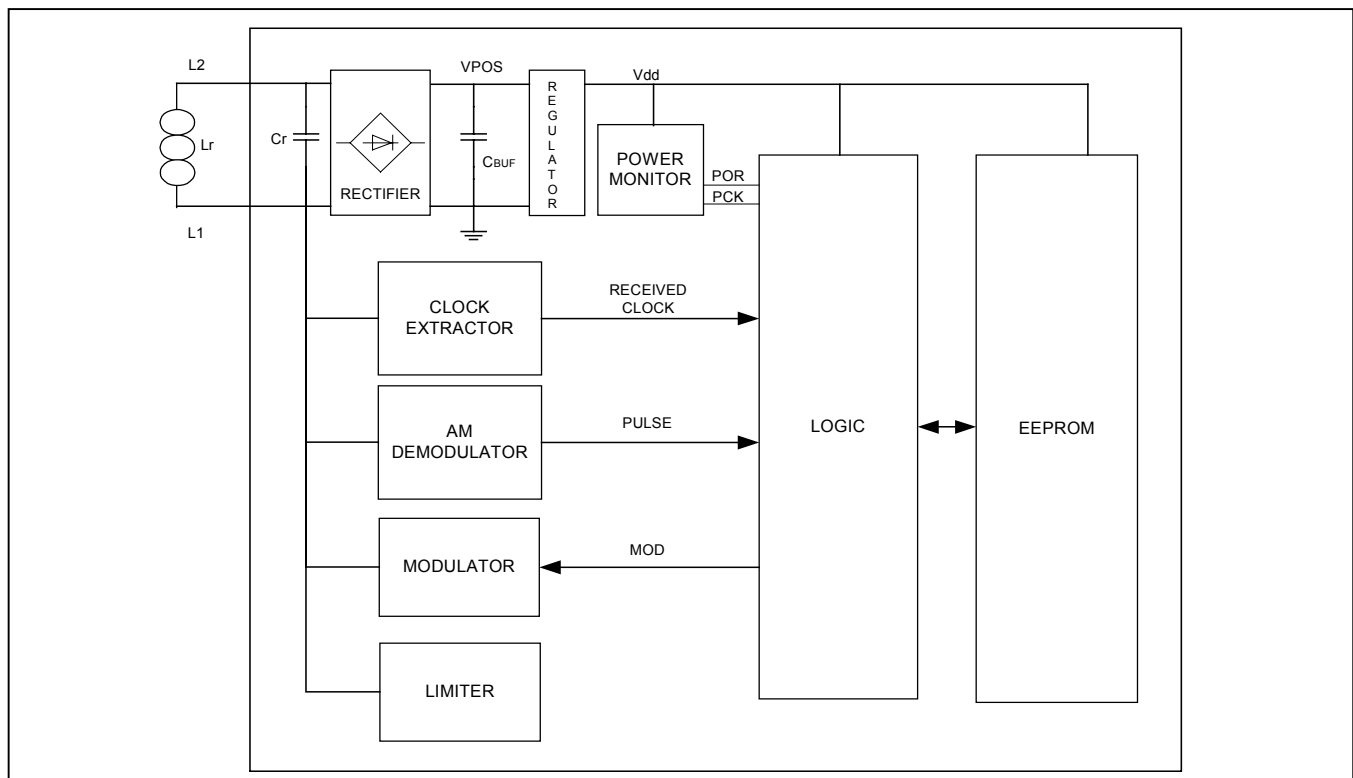 L2
VPOS
Vdd
REGULATOR
Lr
Cr
CBUF
RECTIFIER
POWER
MONITOR
POR
PCK
L1
CLOCK
EXTRACTOR
RECEIVED
CLOCK
AM
DEMODULATOR
PULSE
LOGIC
EEPROM
MODULATOR
MOD
LIMITER